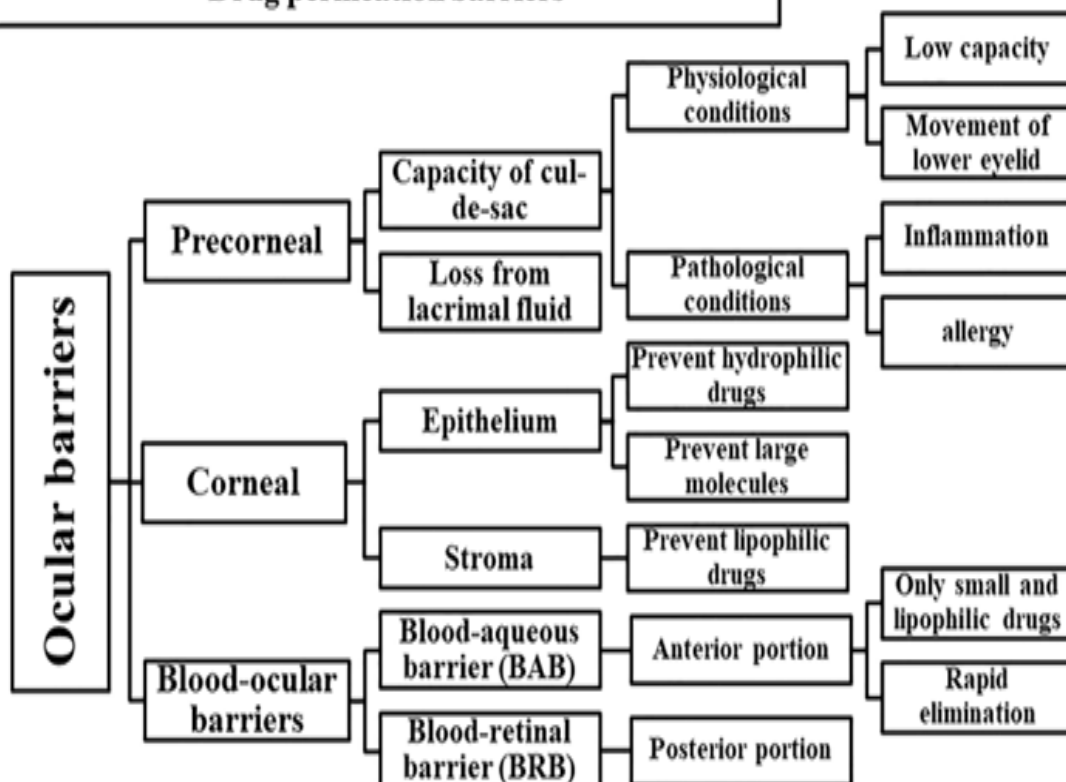 Ocular barriers
Precorneal
Capacity of cul-
de-sac
Physiological
conditions
Low capacity
Movement of
lower eyelid
Pathological
conditions
Inflammation
allergy
Loss from
lacrimal fluid
Corneal
Epithelium
Prevent hydrophilic
drugs
Prevent large
molecules
Stroma
Prevent lipophilic
drugs
Blood-ocular
barriers
Blood-aqueous
barrier (BAB)
Anterior portion
Only small and
lipophilic drugs
Rapid
elimination
Blood-retinal
barrier (BRB)
Posterior portion